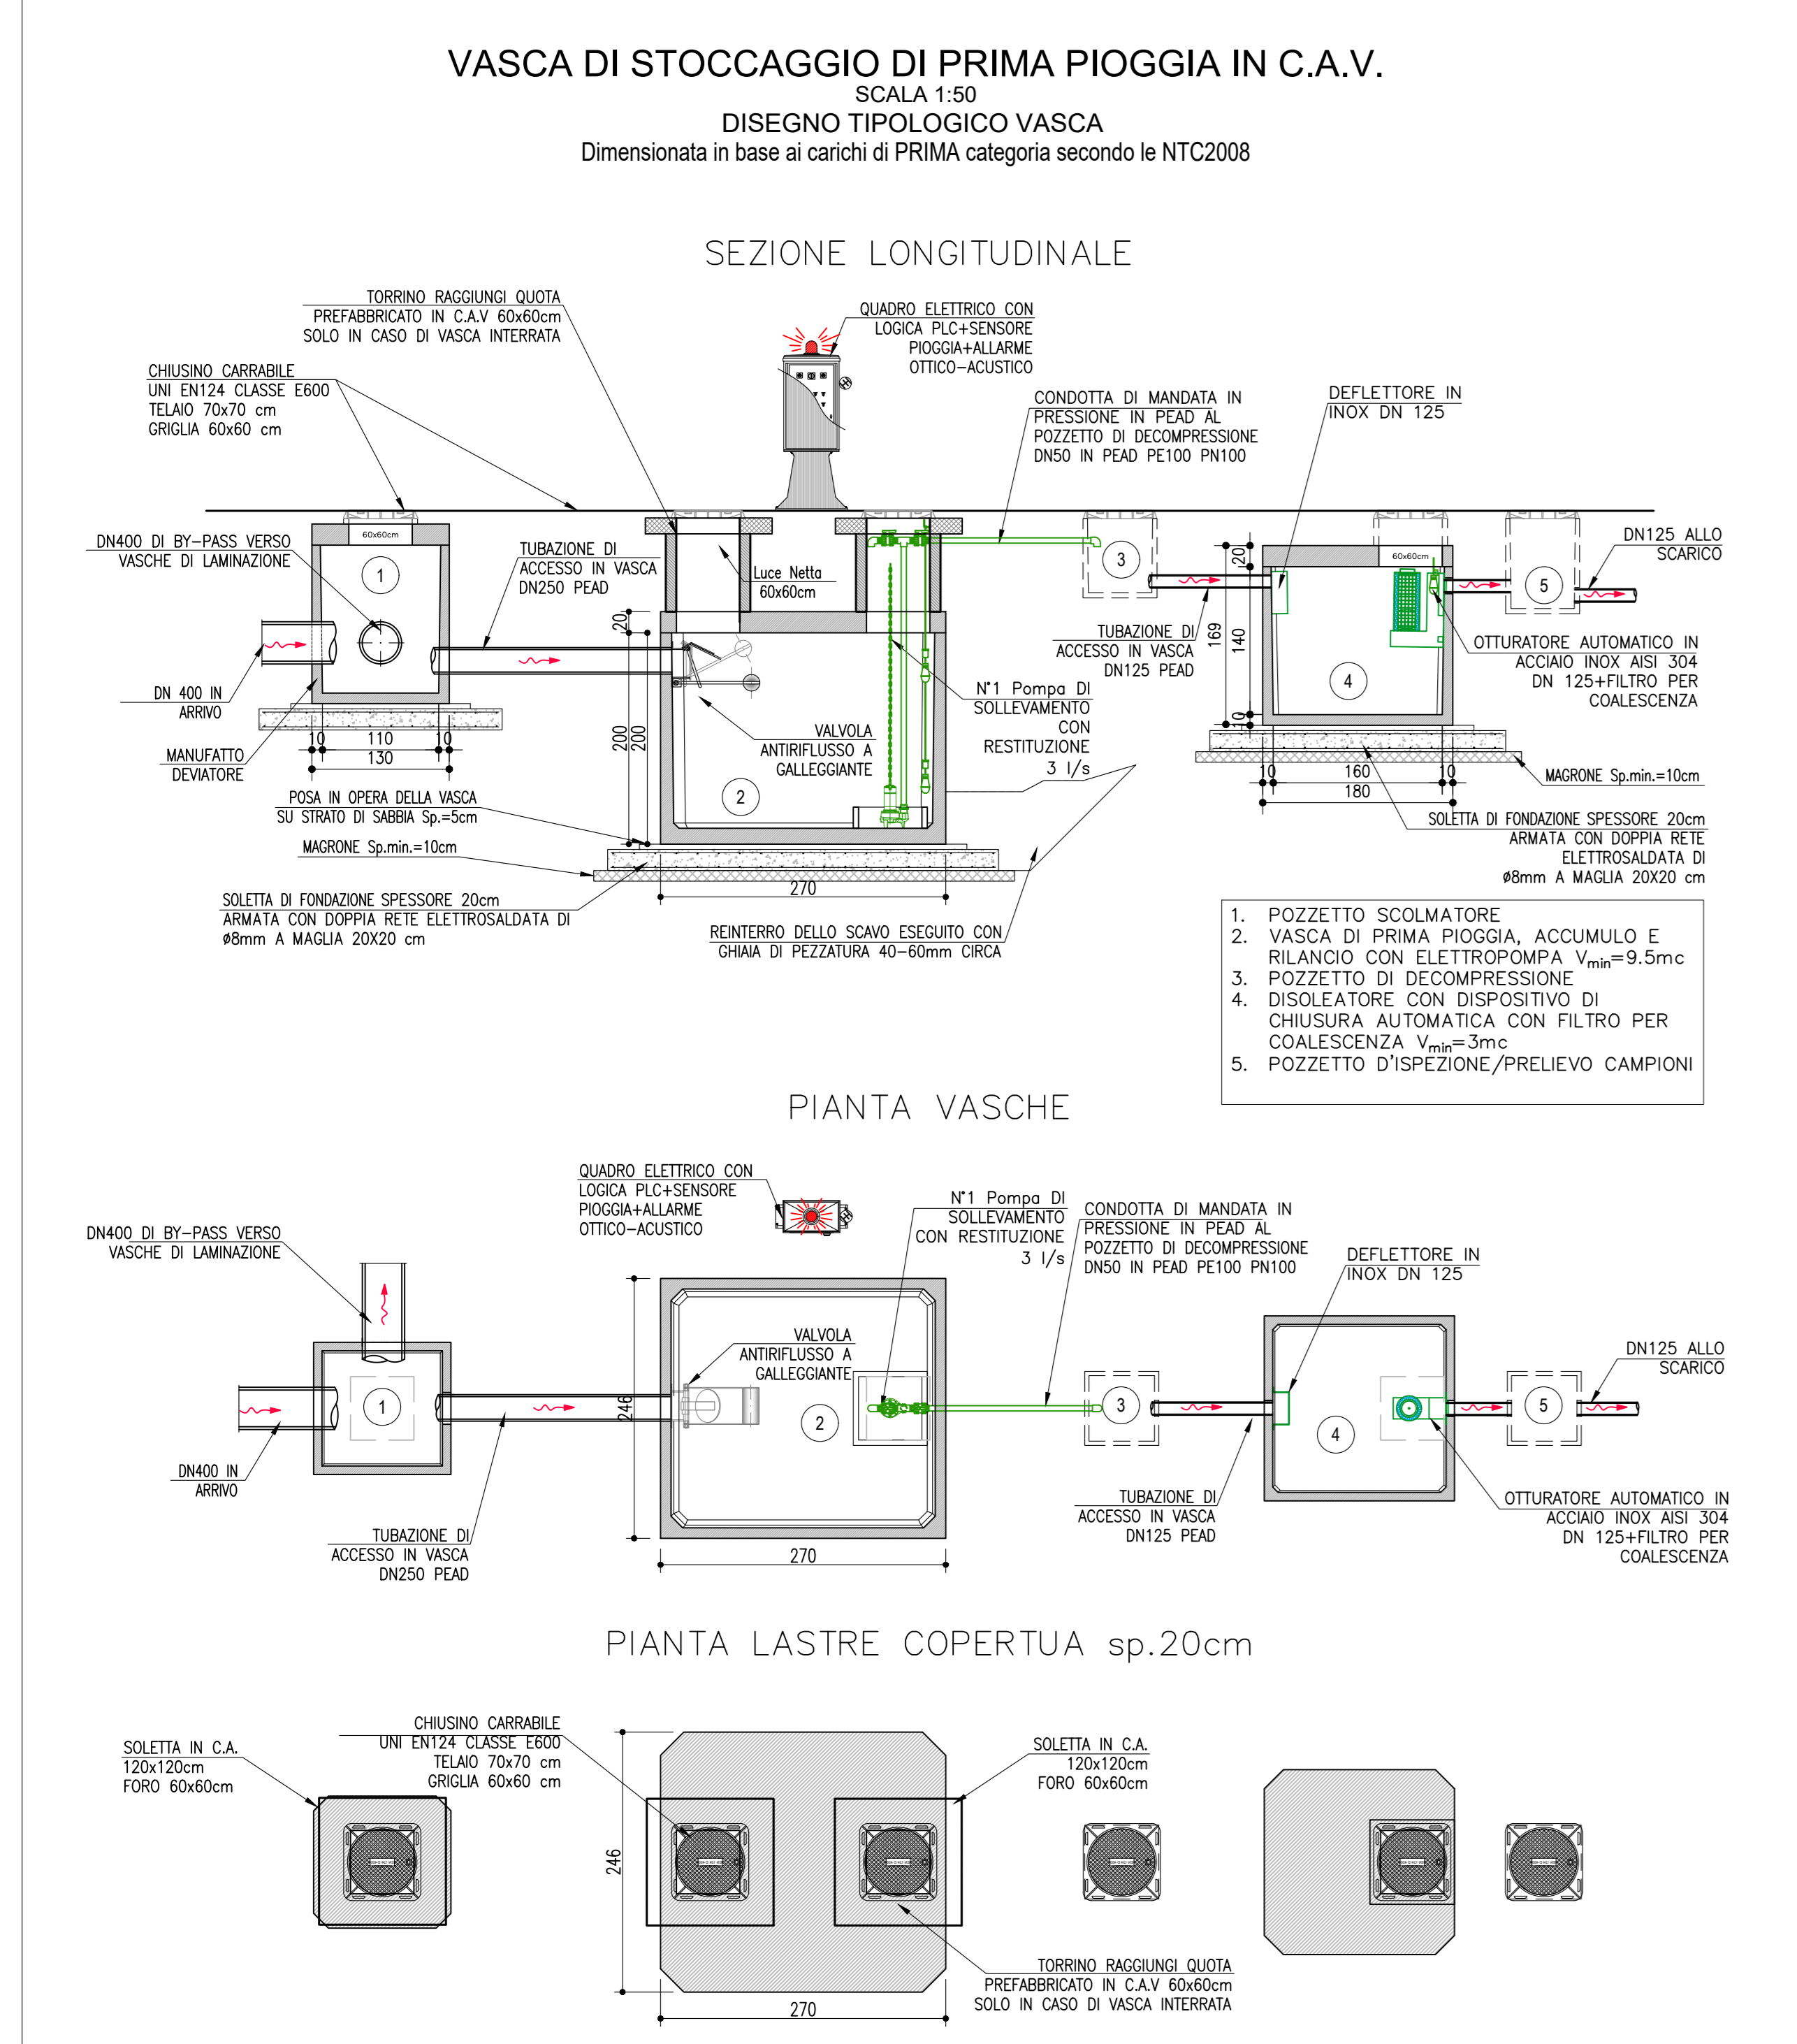 VASCA DI STOCCAGGIO DI PRIMA PIOGGIA IN C.A.V.
SCALA 1:50
DISEGNO TIPOLOGICO VASCA
Dimensionata in base ai carichi di PRIMA categoria secondo le NTC2008
SEZIONE LONGITUDINALE
TORRINO RAGGIUNGI QUOTA
PREFABBRICATO IN C.A.V 60x60cm
SOLO IN CASO DI VASCA INTERRATA
QUADRO ELETTRICO CON
LOGICA PLC+SENSORE
PIOGGIA+ALLARME
OTTICO-ACUSTICO
CHIUSINO CARRABILE
UNI EN124 CLASSE E600
TELAIO 70x70 cm
GRIGLIA 60x60 cm
CONDOTTA DI MANDATA IN
PRESSIONE IN PEAD AL
POZZETTO DI DECOMPRESSIONE
DN50 IN PEAD PE100 PN100
DEFLETTORE IN
INOX DN 125
DN400 DI BY-PASS VERSO
VASCHE DI LAMINAZIONE
60x60cm
1
TUBAZIONE DI
ACCESSO IN VASCA
DN250 PEAD
Luce Netta
60x60cm
3
60x60cm
5
DN125 ALLO
SCARICO
DN 400 IN
ARRIVO
MANUFATTO
DEVIATORE
10
110
10
130
20
200
200
VALVOLA
ANTIRIFLUSSO A
GALLEGGIANTE
2
N°1 Pompa DI
SOLLEVAMENTO
CON
RESTITUZIONE
3 l/s
TUBAZIONE DI
ACCESSO IN VASCA
DN125 PEAD
169
20
140
10
4
OTTURATORE AUTOMATICO IN
ACCIAIO INOX AISI 304
DN 125+FILTRO PER
COALESCENZA
10
160
10
180
MAGRONE Sp.min.=10cm
POSA IN OPERA DELLA VASCA
SU STRATO DI SABBIA Sp.=5cm
MAGRONE Sp.min.=10cm
SOLETTA DI FONDAZIONE SPESSORE 20cm
ARMATA CON DOPPIA RETE ELETTROSALDATA DI
ø8mm A MAGLIA 20X20 cm
270
REINTERRO DELLO SCAVO ESEGUITO CON
GHIAIA DI PEZZATURA 40-60mm CIRCA
SOLETTA DI FONDAZIONE SPESSORE 20cm
ARMATA CON DOPPIA RETE
ELETTROSALDATA DI
ø8mm A MAGLIA 20X20 cm
1. POZZETTO SCOLMATORE
2. VASCA DI PRIMA PIOGGIA, ACCUMULO E
RILANCIO CON ELETTROPOMPA Vmin=9.5mc
3. POZZETTO DI DECOMPRESSIONE
4. DISOLEATORE CON DISPOSITIVO DI
CHIUSURA AUTOMATICA CON FILTRO PER
COALESCENZA Vmin=3mc
5. POZZETTO D'ISPEZIONE/PRELIEVO CAMPIONI
PIANTA VASCHE
QUADRO ELETTRICO CON
LOGICA PLC+SENSORE
PIOGGIA+ALLARME
OTTICO-ACUSTICO
N°1 Pompa DI
SOLLEVAMENTO
CON RESTITUZIONE
3 l/s
CONDOTTA DI MANDATA IN
PRESSIONE IN PEAD AL
POZZETTO DI DECOMPRESSIONE
DN50 IN PEAD PE100 PN100
DN400 DI BY-PASS VERSO
VASCHE DI LAMINAZIONE
DEFLETTORE IN
INOX DN 125
VALVOLA
ANTIRIFLUSSO A
GALLEGGIANTE
DN125 ALLO
SCARICO
1
246
2
3
4
5
DN400 IN
ARRIVO
TUBAZIONE DI
ACCESSO IN VASCA
DN250 PEAD
270
TUBAZIONE DI
ACCESSO IN VASCA
DN125 PEAD
OTTURATORE AUTOMATICO IN
ACCIAIO INOX AISI 304
DN 125+FILTRO PER
COALESCENZA
PIANTA LASTRE COPERTUA sp.20cm
SOLETTA IN C.A.
120x120cm
FORO 60x60cm
CHIUSINO CARRABILE
UNI EN124 CLASSE E600
TELAIO 70x70 cm
GRIGLIA 60x60 cm
SOLETTA IN C.A.
120x120cm
FORO 60x60cm
246
TORRINO RAGGIUNGI QUOTA
PREFABBRICATO IN C.A.V 60x60cm
SOLO IN CASO DI VASCA INTERRATA
270